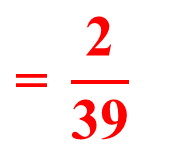 = 2/39